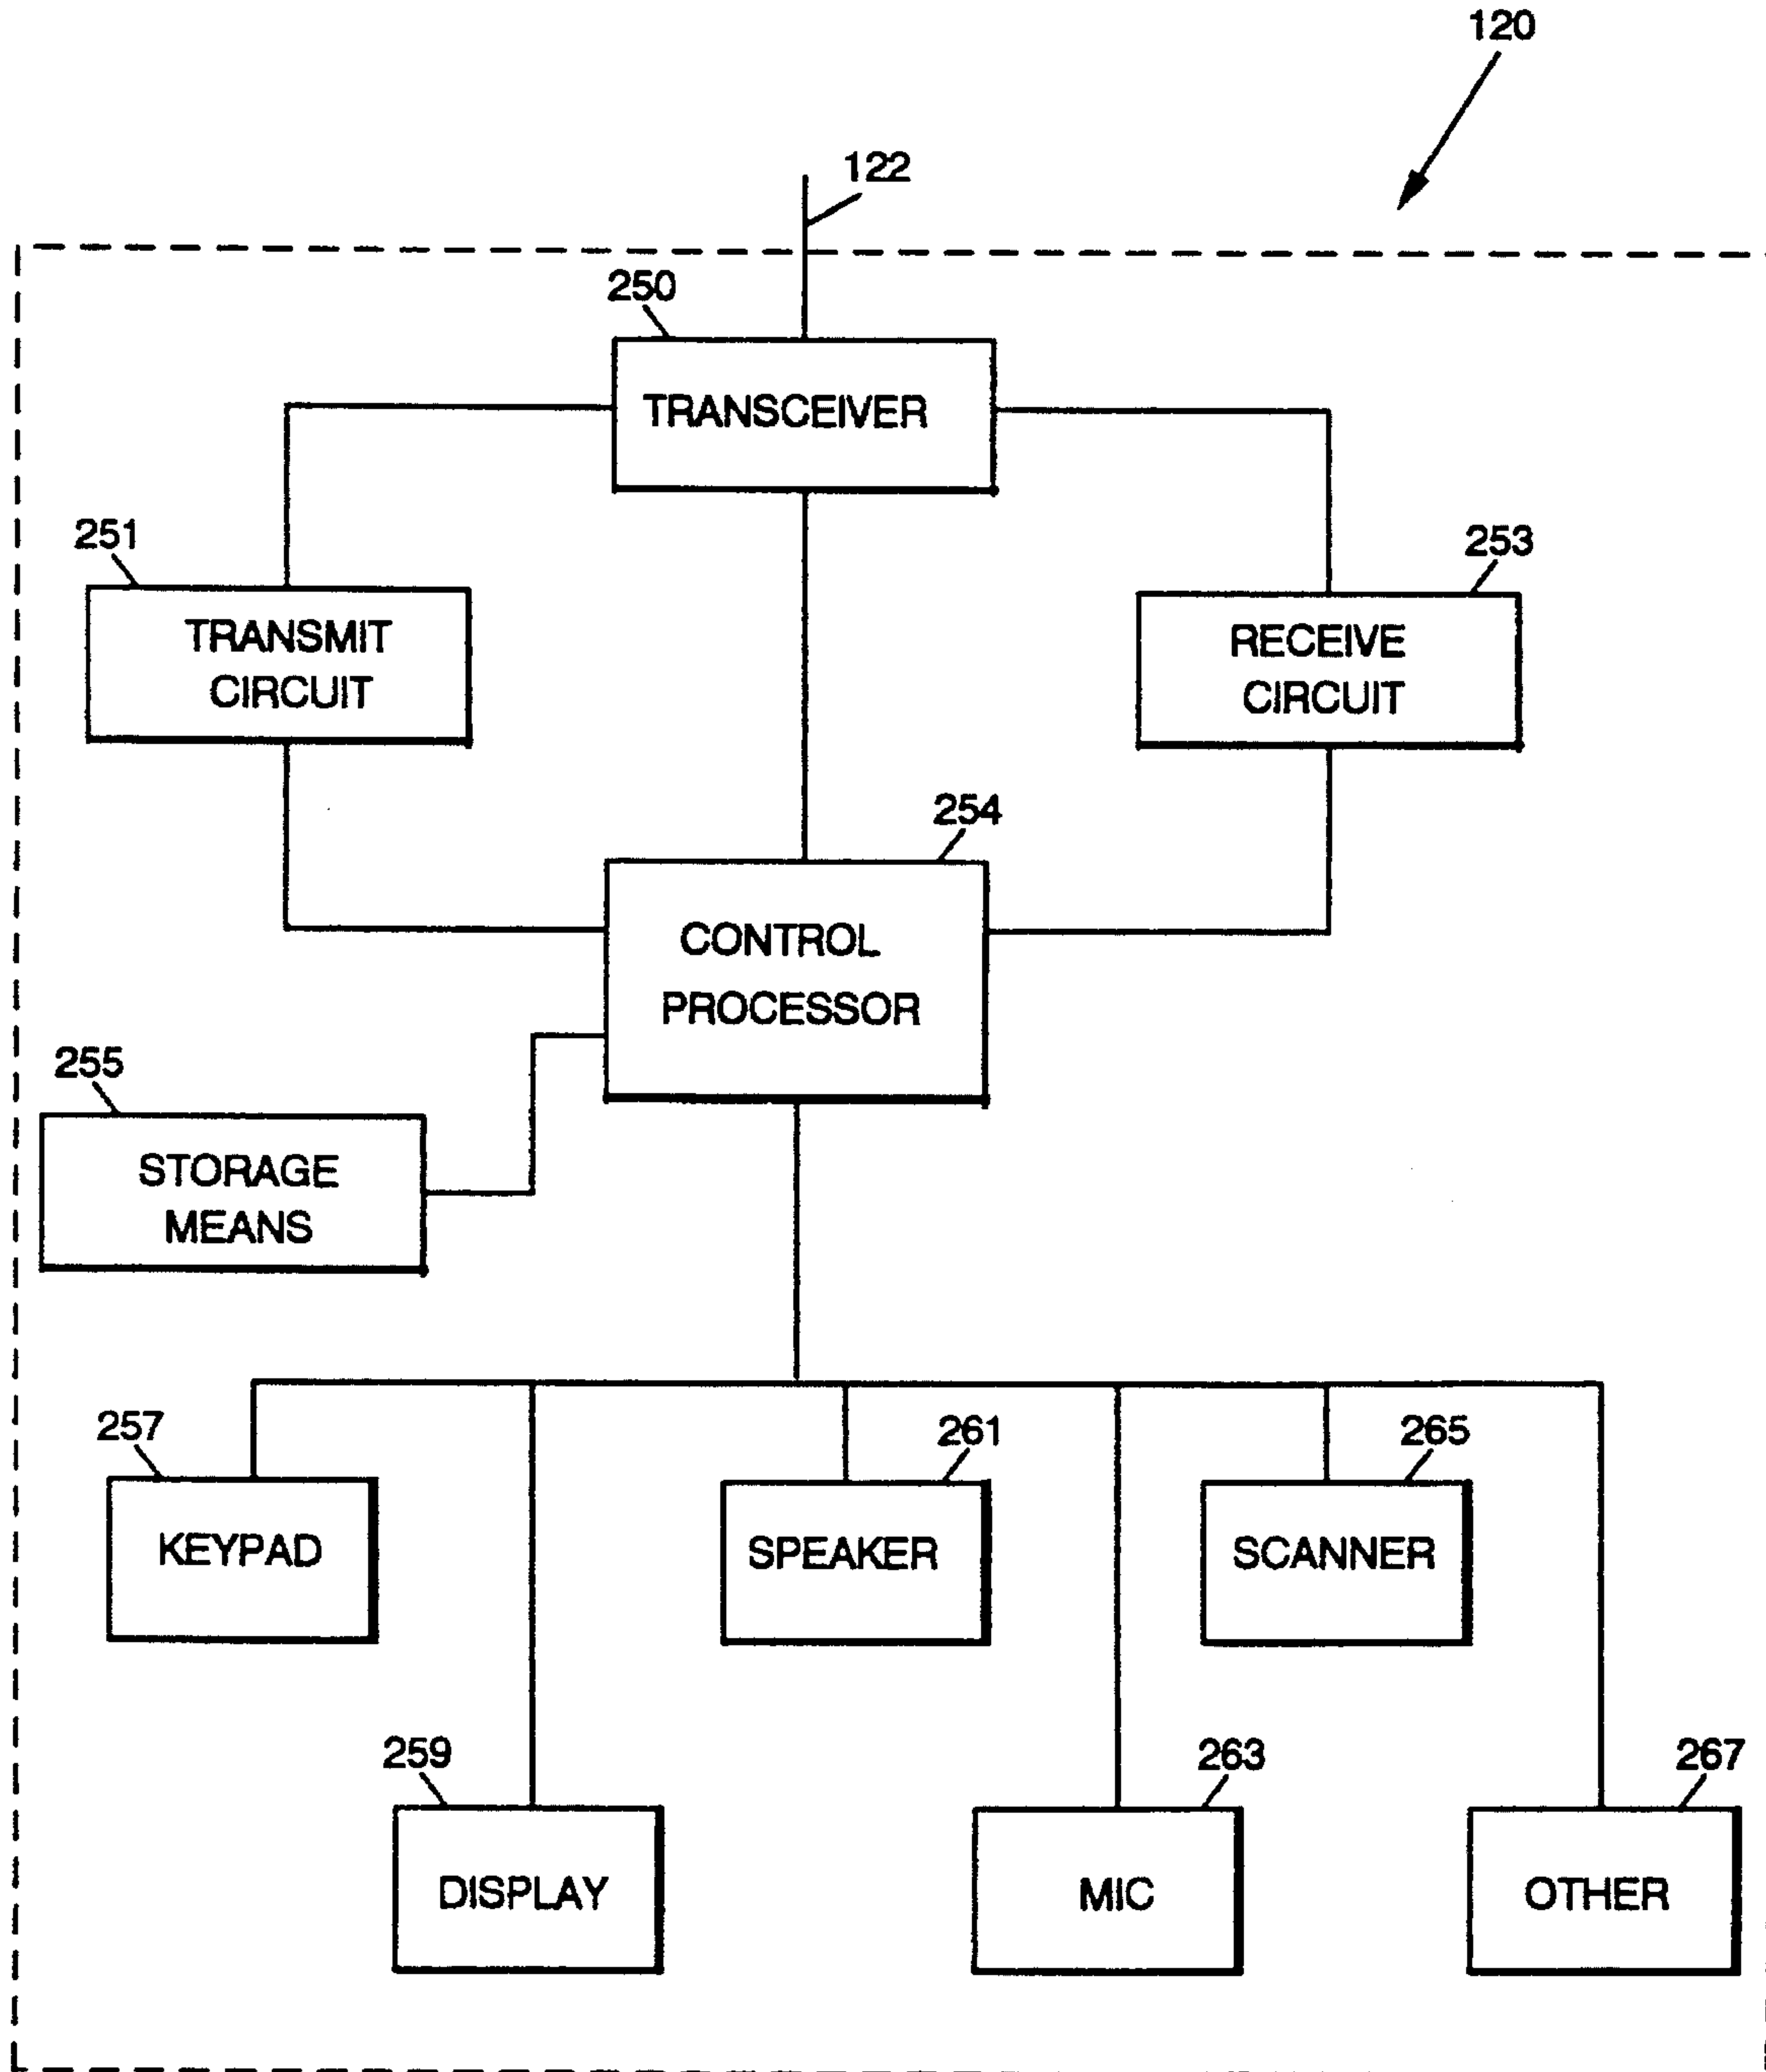 120
122
250
TRANSCEIVER
251
253
TRANSMIT
CIRCUIT
RECEIVE
CIRCUIT
254
CONTROL
PROCESSOR
255
STORAGE
MEANS
257
261
265
KEYPAD
SPEAKER
SCANNER
259
263
267
DISPLAY
MIC
OTHER